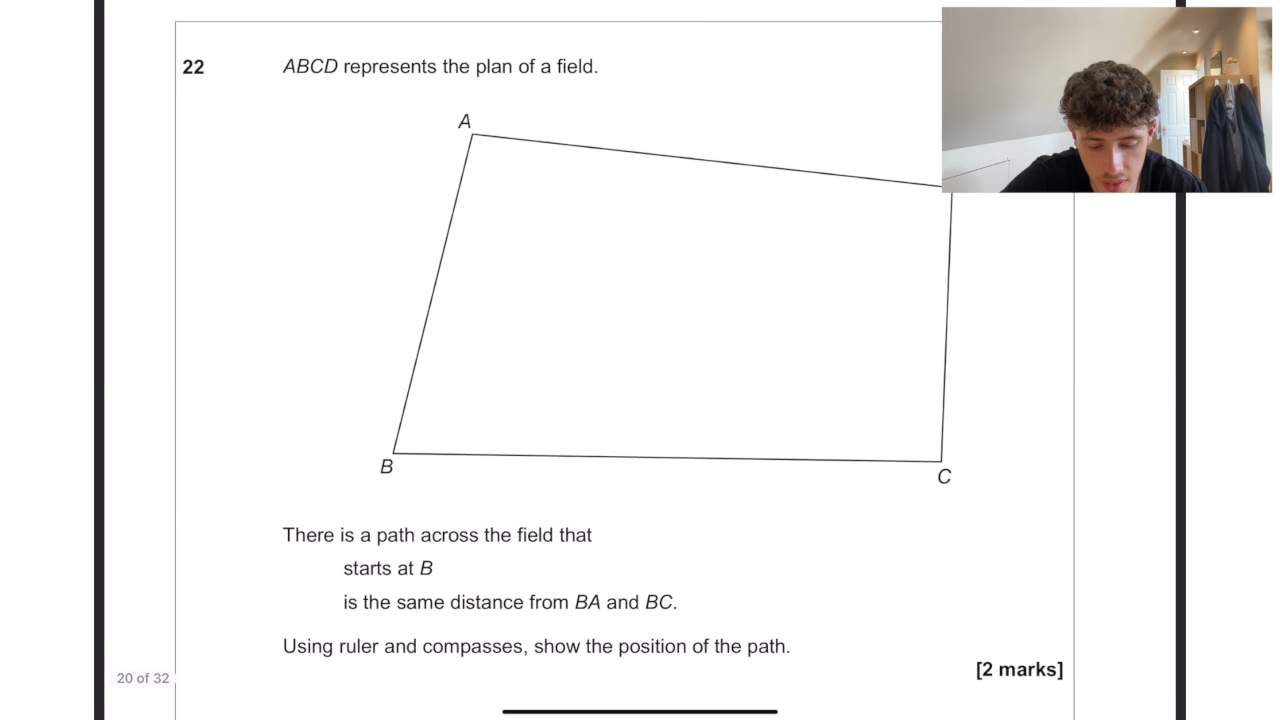 22 ABCD represents the plan of a field.
A
B
C
There is a path across the field that
starts at B
is the same distance from BA and BC.
Using ruler and compasses, show the position of the path.
[2 marks]
20 of 32